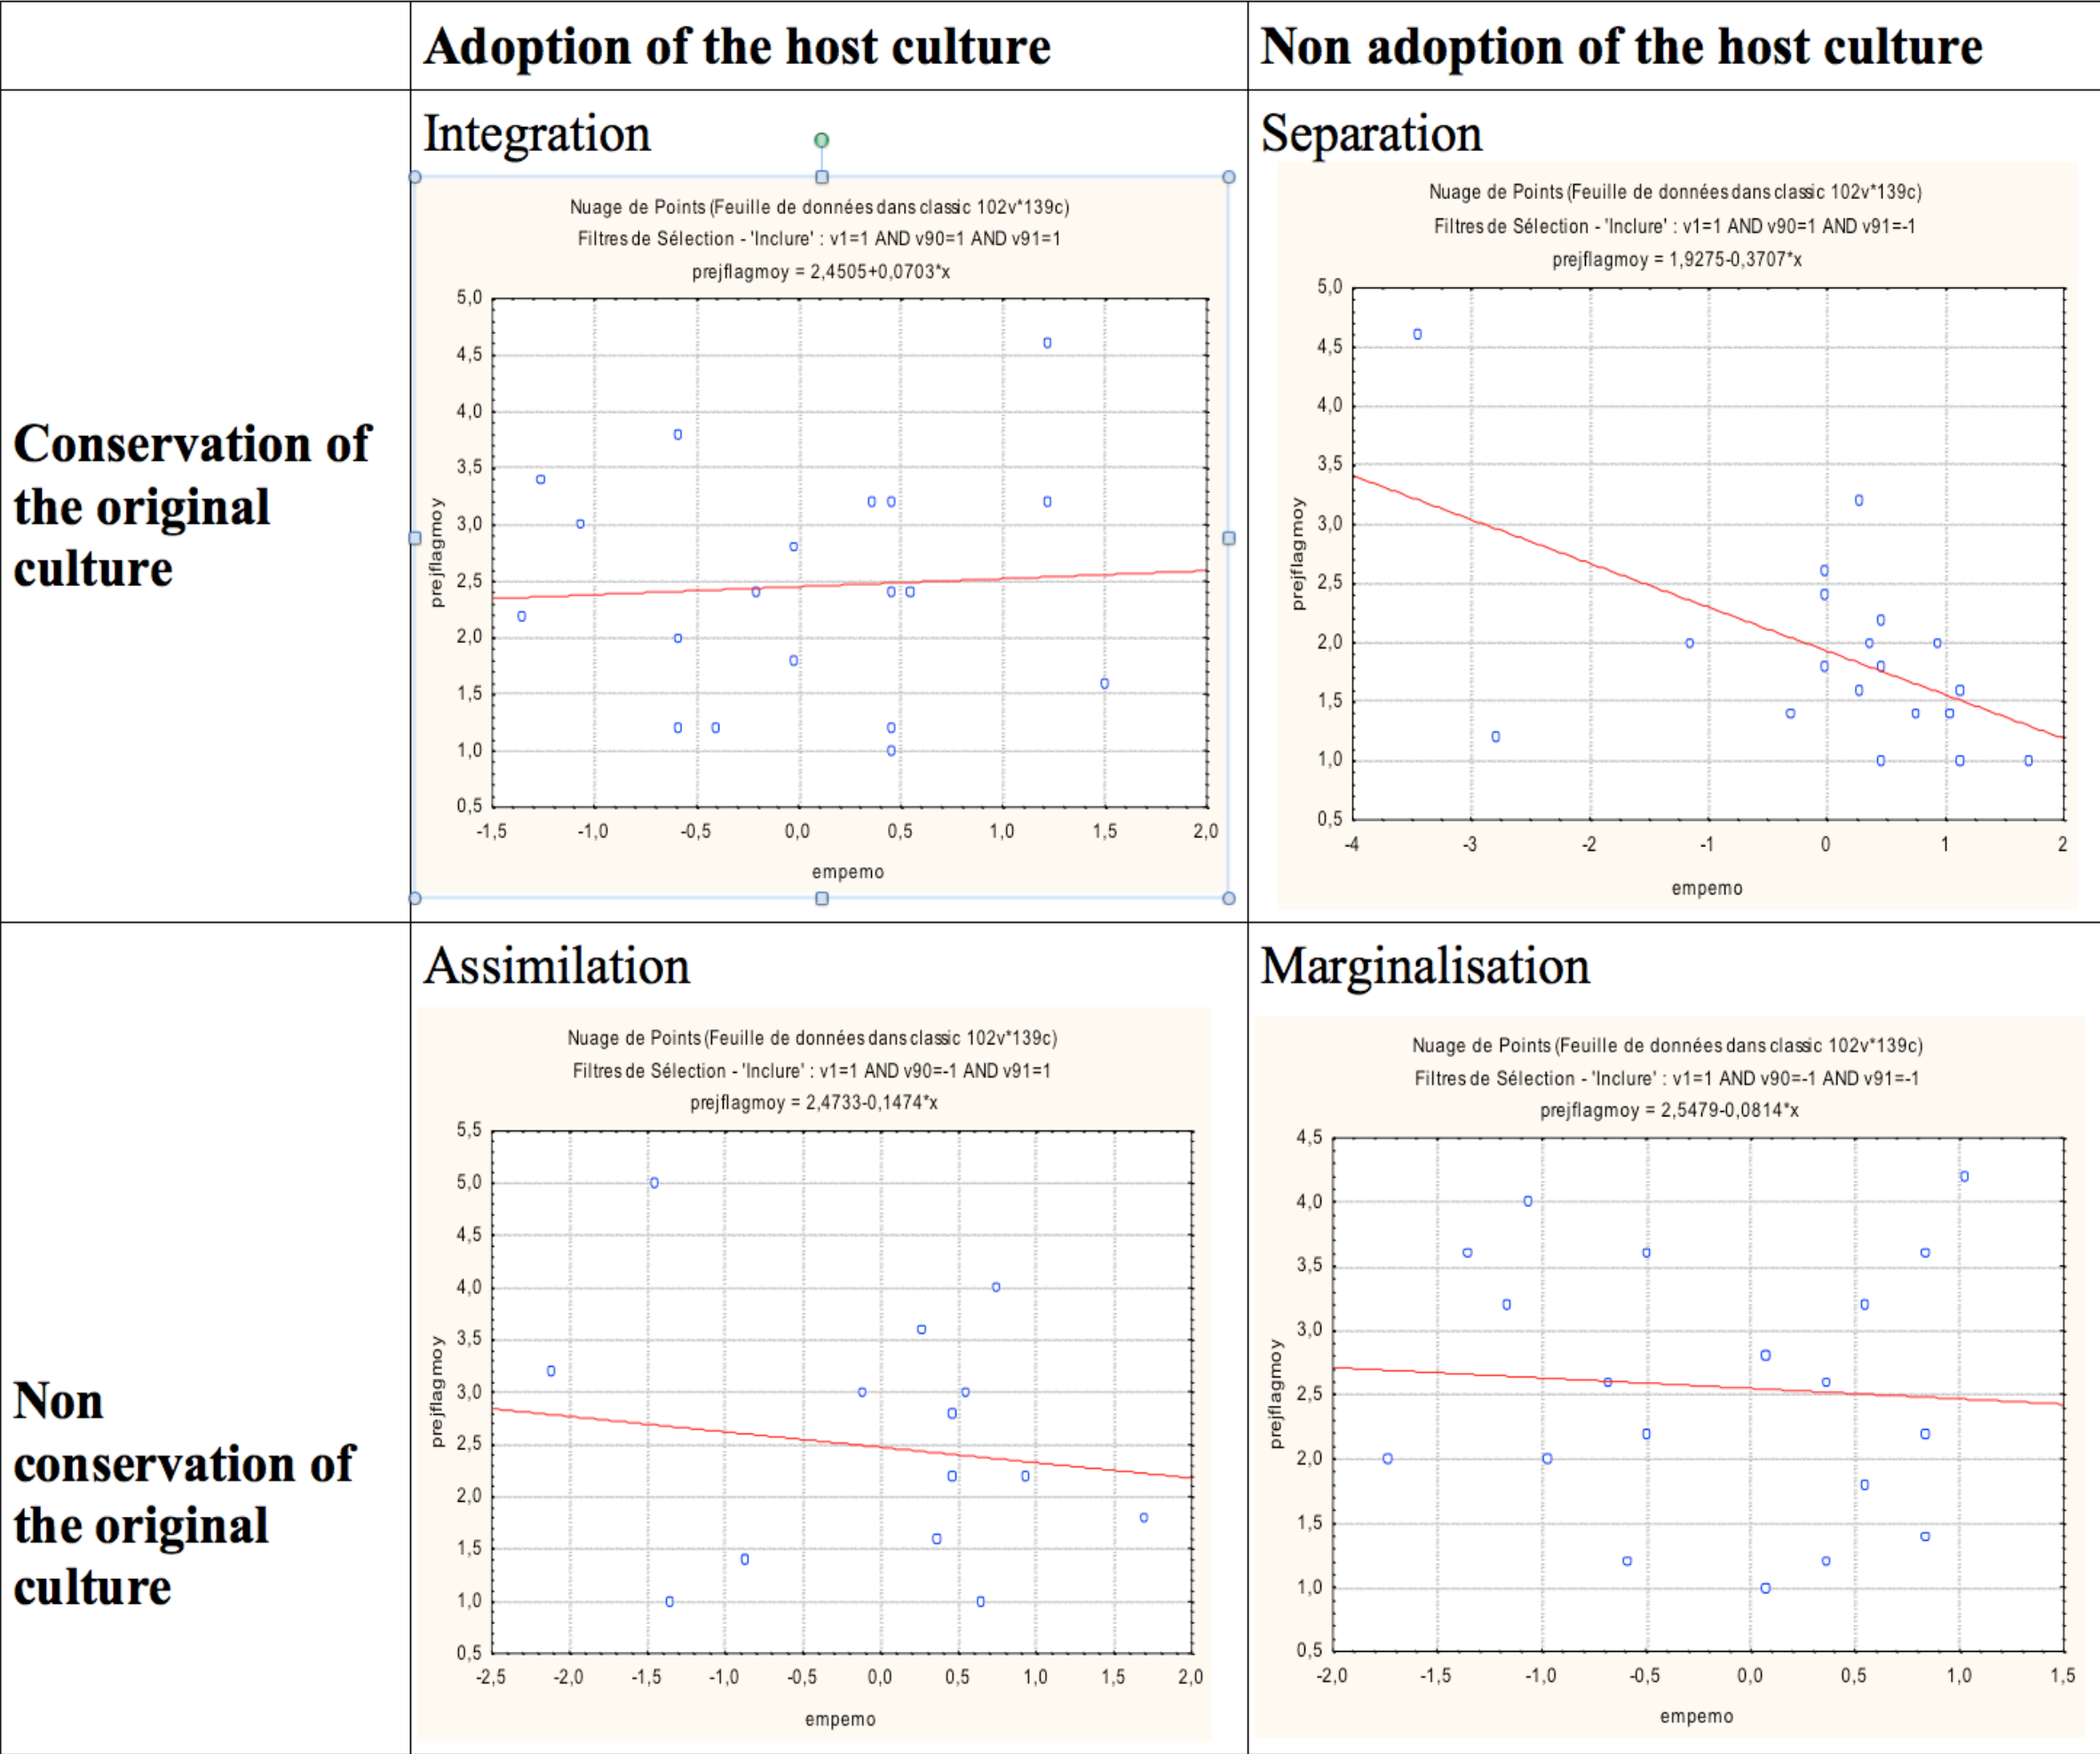 Adoption of the host culture
Non adoption of the host culture
Conservation of
the original
culture
Integration
Nuage de Points (Feuille de données dans classic 102v*139c)
Filtres de Sélection - 'Inclure' : v1=1 AND v90=1 AND v91=1
prejflagmoy = 2,4505+0,0703*x
5,0
4,5
4,0
3,5
3,0
2,5
2,0
1,5
1,0
0,5
prejflagmoy
-1,5 -1,0 -0,5 0,0 0,5 1,0 1,5 2,0
empemo
Separation
Nuage de Points (Feuille de données dans classic 102v*139c)
Filtres de Sélection - 'Inclure' : v1=1 AND v90=1 AND v91=-1
prejflagmoy = 1,9275-0,3707*x
5,0
4,5
4,0
3,5
3,0
2,5
2,0
1,5
1,0
0,5
prejflagmoy
-4 -3 -2 -1 0 1 2
empemo
Non
conservation of
the original
culture
Assimilation
Nuage de Points (Feuille de données dans classic 102v*139c)
Filtres de Sélection - 'Inclure' : v1=1 AND v90=-1 AND v91=1
prejflagmoy = 2,4733-0,1474*x
5,5
5,0
4,5
4,0
3,5
3,0
2,5
2,0
1,5
1,0
0,5
prejflagmoy
-2,5 -2,0 -1,5 -1,0 -0,5 0,0 0,5 1,0 1,5 2,0
empemo
Marginalisation
Nuage de Points (Feuille de données dans classic 102v*139c)
Filtres de Sélection - 'Inclure' : v1=1 AND v90=-1 AND v91=-1
prejflagmoy = 2,5479-0,0814*x
4,5
4,0
3,5
3,0
2,5
2,0
1,5
1,0
0,5
prejflagmoy
-2,0 -1,5 -1,0 -0,5 0,0 0,5 1,0 1,5
empemo